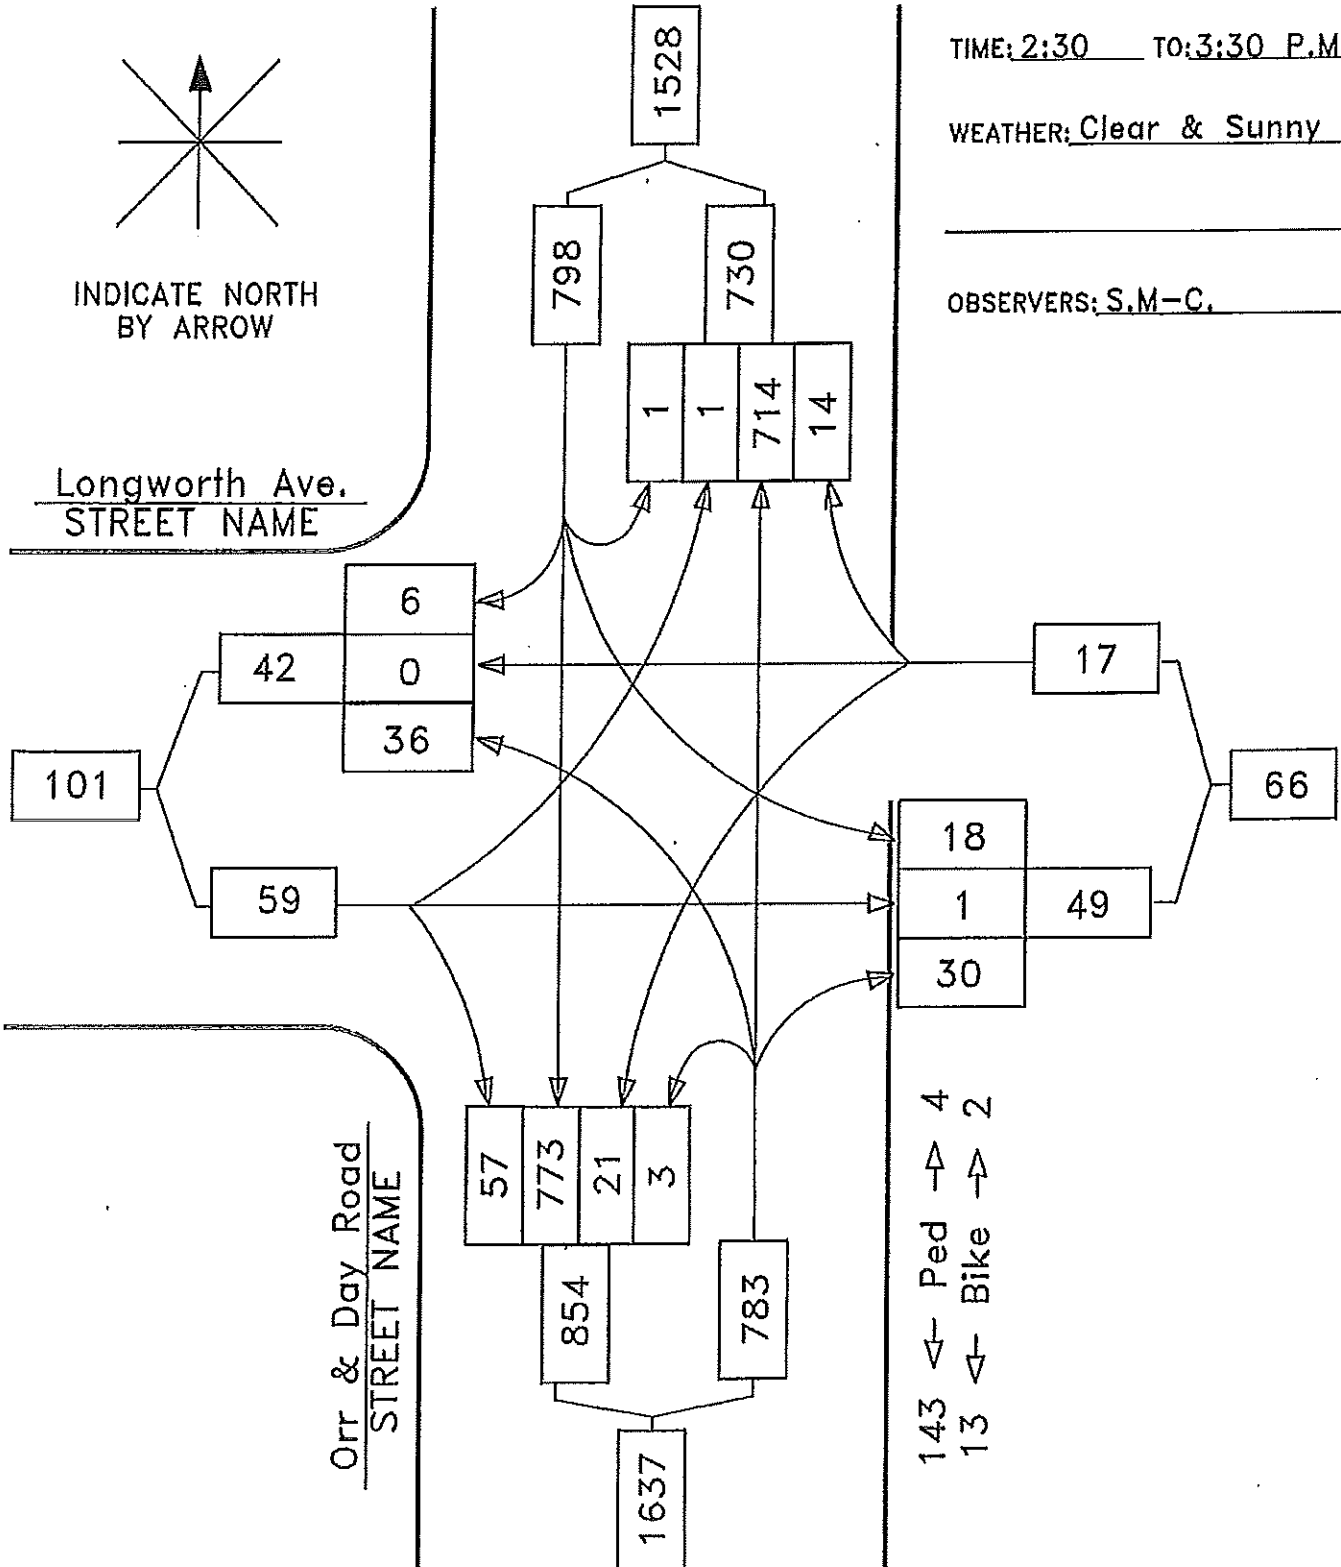 TIME: 2:30 TO: 3:30 P.M
WEATHER: Clear & Sunny
OBSERVERS: S.M-C.
INDICATE NORTH
BY ARROW
1528
798
730
1
1
714
14
Longworth Ave.
STREET NAME
6
42
0
36
101
59
17
66
18
1
49
30
57
773
21
3
854
783
1637
Orr & Day Road
STREET NAME
143 Ped 4
13 Bike 2